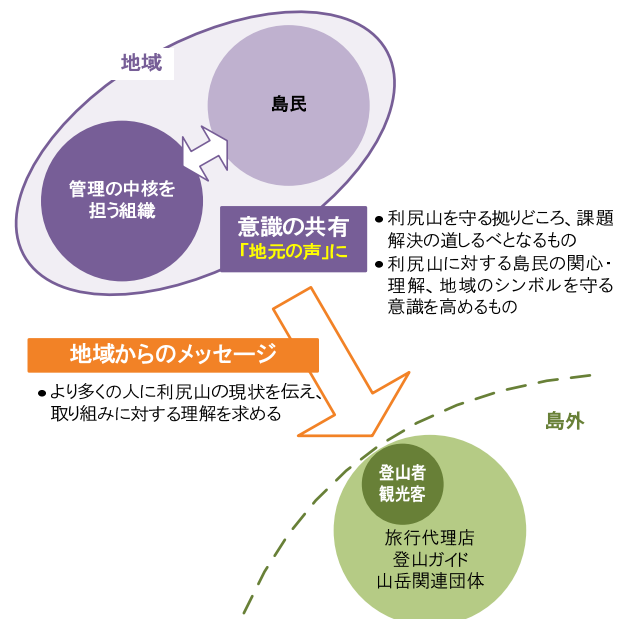 地域
島民
管理の中核を
担う組織
意識の共有
「地元の声」に
●利尻山を守る拠りどころ、課題
解決の道しるべとなるもの
●利尻山に対する島民の関心・
理解、地域のシンボルを守る
意識を高めるもの
地域からのメッセージ
●より多くの人に利尻山の現状を伝え、
取り組みに対する理解を求める
島外
登山者
観光客
旅行代理店
登山ガイド
山岳関連団体